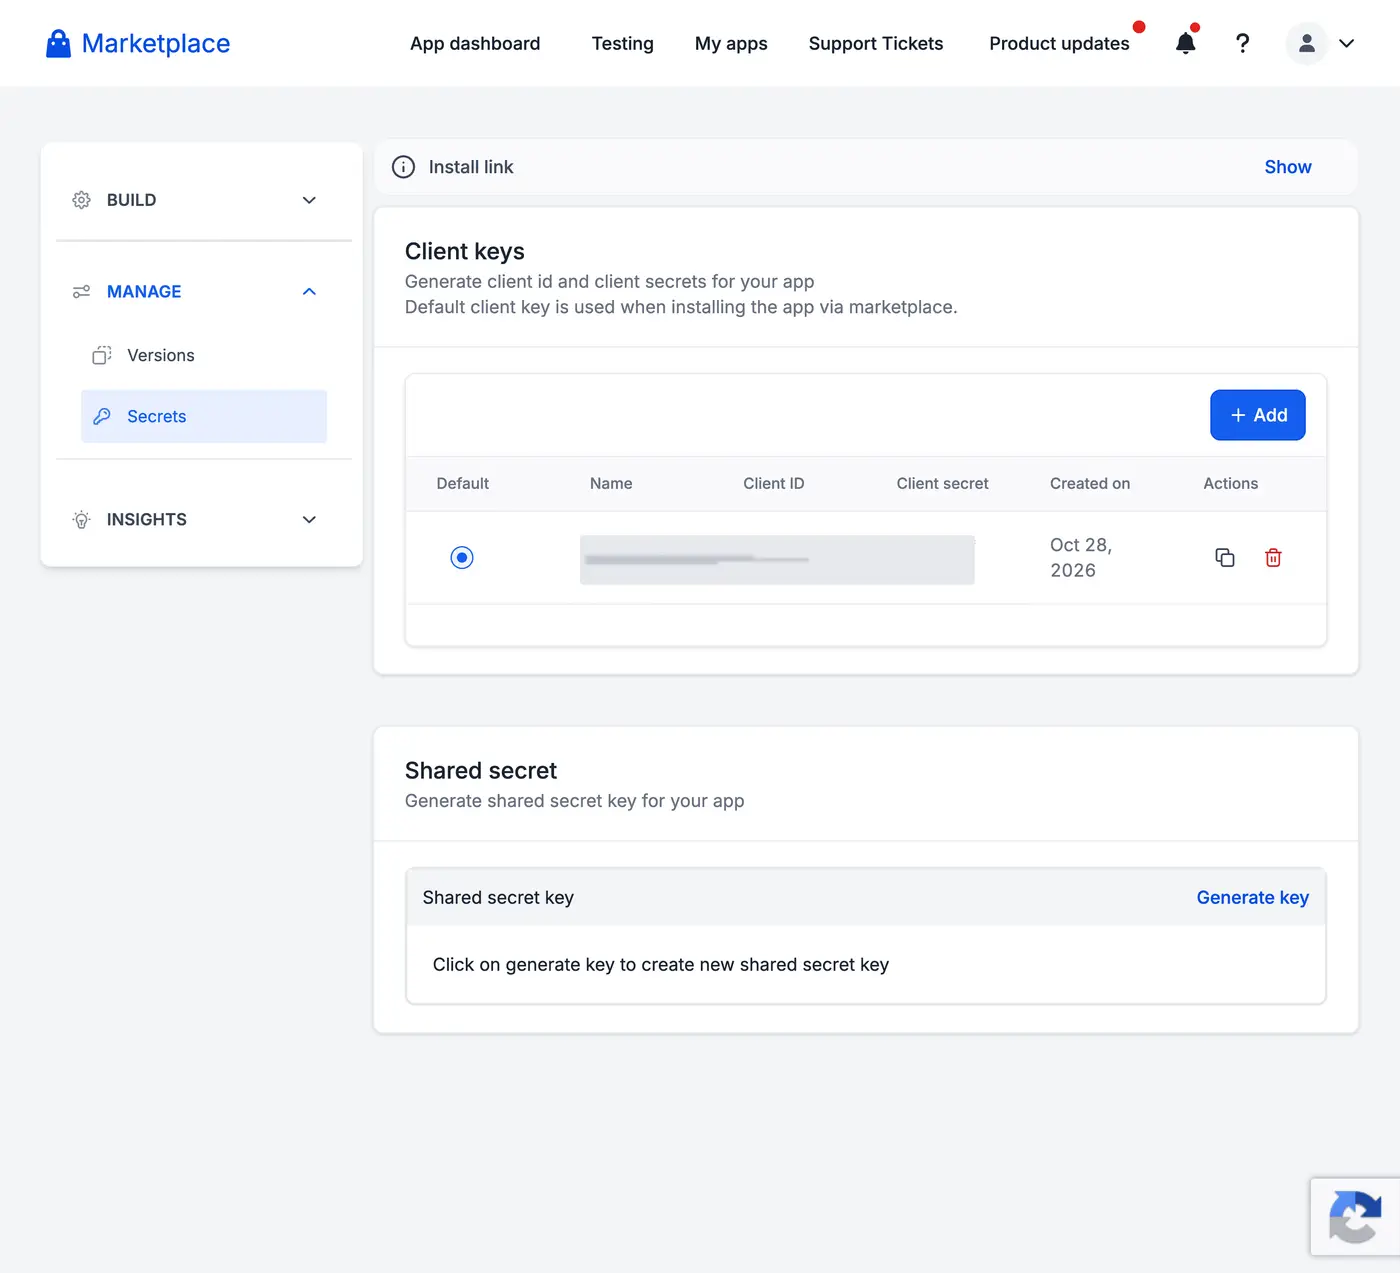 Marketplace
App dashboard
Testing
My apps
Support Tickets
Product updates
?
BUILD
MANAGE
Versions
Secrets
INSIGHTS
Install link
Show
Client keys
Generate client id and client secrets for your app
Default client key is used when installing the app via marketplace.
+ Add
Default
Name
Client ID
Client secret
Created on
Actions
Oct 28,
2026
Shared secret
Generate shared secret key for your app
Shared secret key
Generate key
Click on generate key to create new shared secret key